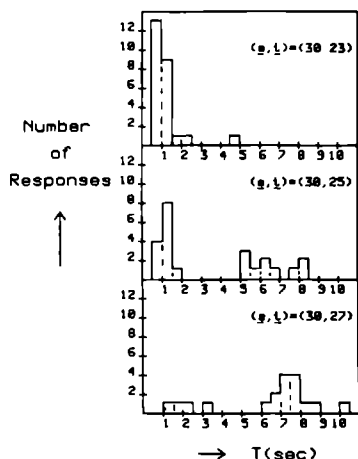 12
10
8
6
4
2
(e,i)=(30 23)
1 2 3 4 5 6 7 8 9 10
Number
of
Responses
12
10
8
6
4
2
(e,i)=(30,25)
1 2 3 4 5 6 7 8 9 10
12
10
8
6
4
2
(e,i)=(30,27)
1 2 3 4 5 6 7 8 9 10
T(sec)